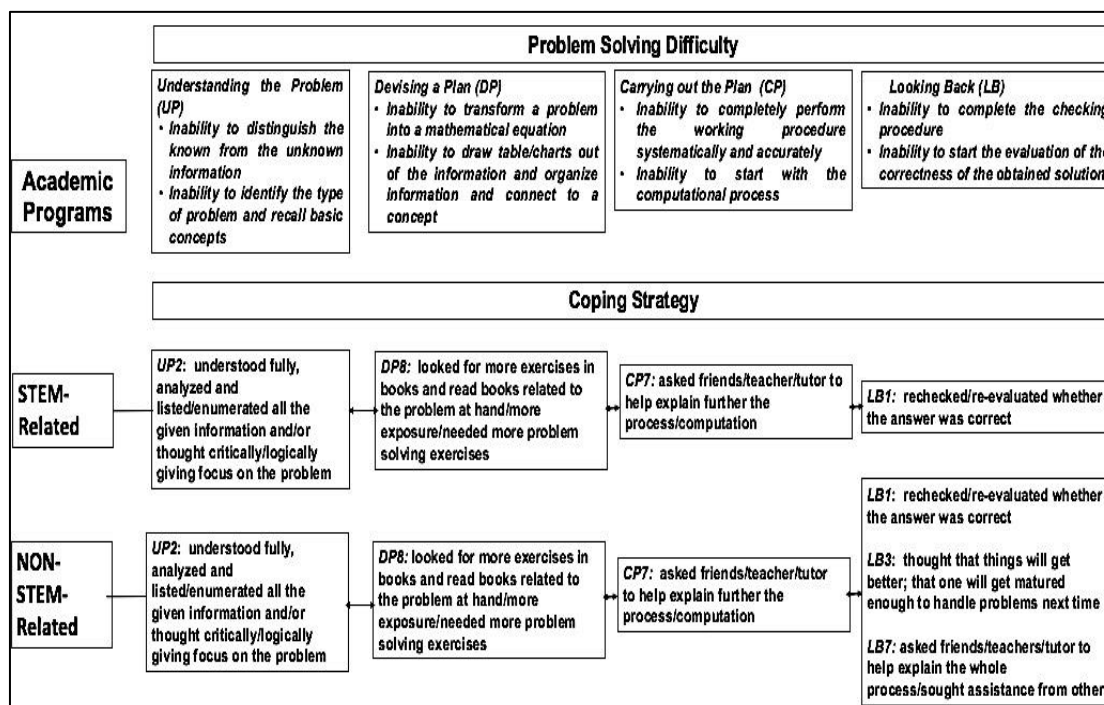 Problem Solving Difficulty
Academic
Programs
Understanding the Problem
(UP)
• Inability to distinguish the
known from the unknown
information
• Inability to identify the type
of problem and recall basic
concepts
Devising a Plan (DP)
• Inability to transform a problem
into a mathematical equation
• Inability to draw table/charts out
of the information and organize
information and connect to a
concept
Carrying out the Plan (CP)
• Inability to completely perform
the working procedure
systematically and accurately
• Inability to start with the
computational process
Looking Back (LB)
• Inability to complete the checking
procedure
• Inability to start the evaluation of the
correctness of the obtained solution
Coping Strategy
STEM-
Related
UP2: understood fully,
analyzed and
listed/enumerated all the
given information and/or
thought critically/logically
giving focus on the problem
DP8: looked for more exercises in
books and read books related to
the problem at hand/more
exposure/needed more problem
solving exercises
CP7: asked friends/teacher/tutor to
help explain further the
process/computation
LB1: rechecked/re-evaluated whether
the answer was correct
NON-
STEM-
Related
UP2: understood fully,
analyzed and
listed/enumerated all the
given information and/or
thought critically/logically
giving focus on the problem
DP8: looked for more exercises in
books and read books related to
the problem at hand/more
exposure/needed more problem
solving exercises
CP7: asked friends/teacher/tutor
to help explain further the
process/computation
LB1: rechecked/re-evaluated whether
the answer was correct
LB3: thought that things will get
better; that one will get matured
enough to handle problems next time
LB7: asked friends/teachers/tutor to
help explain the whole
process/sought assistance from other